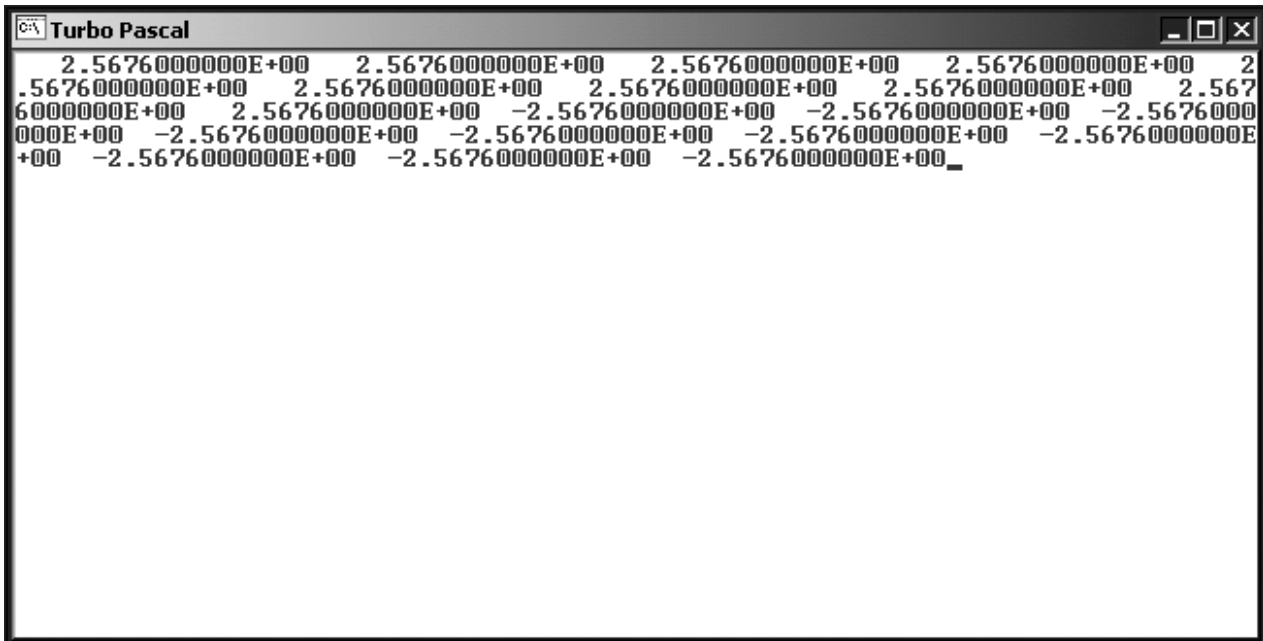 C:\ Turbo Pascal
2.5676000000E+00 2.5676000000E+00 2.5676000000E+00 2.5676000000E+00 2
.5676000000E+00 2.5676000000E+00 2.5676000000E+00 2.567
6000000E+00 2.5676000000E+00 -2.5676000000E+00 -2.5676000000E+00 -2.5676000
000E+00 -2.5676000000E+00 -2.5676000000E+00 -2.5676000000E+00 -2.5676000000E
+00 -2.5676000000E+00 -2.5676000000E+00 -2.5676000000E+00